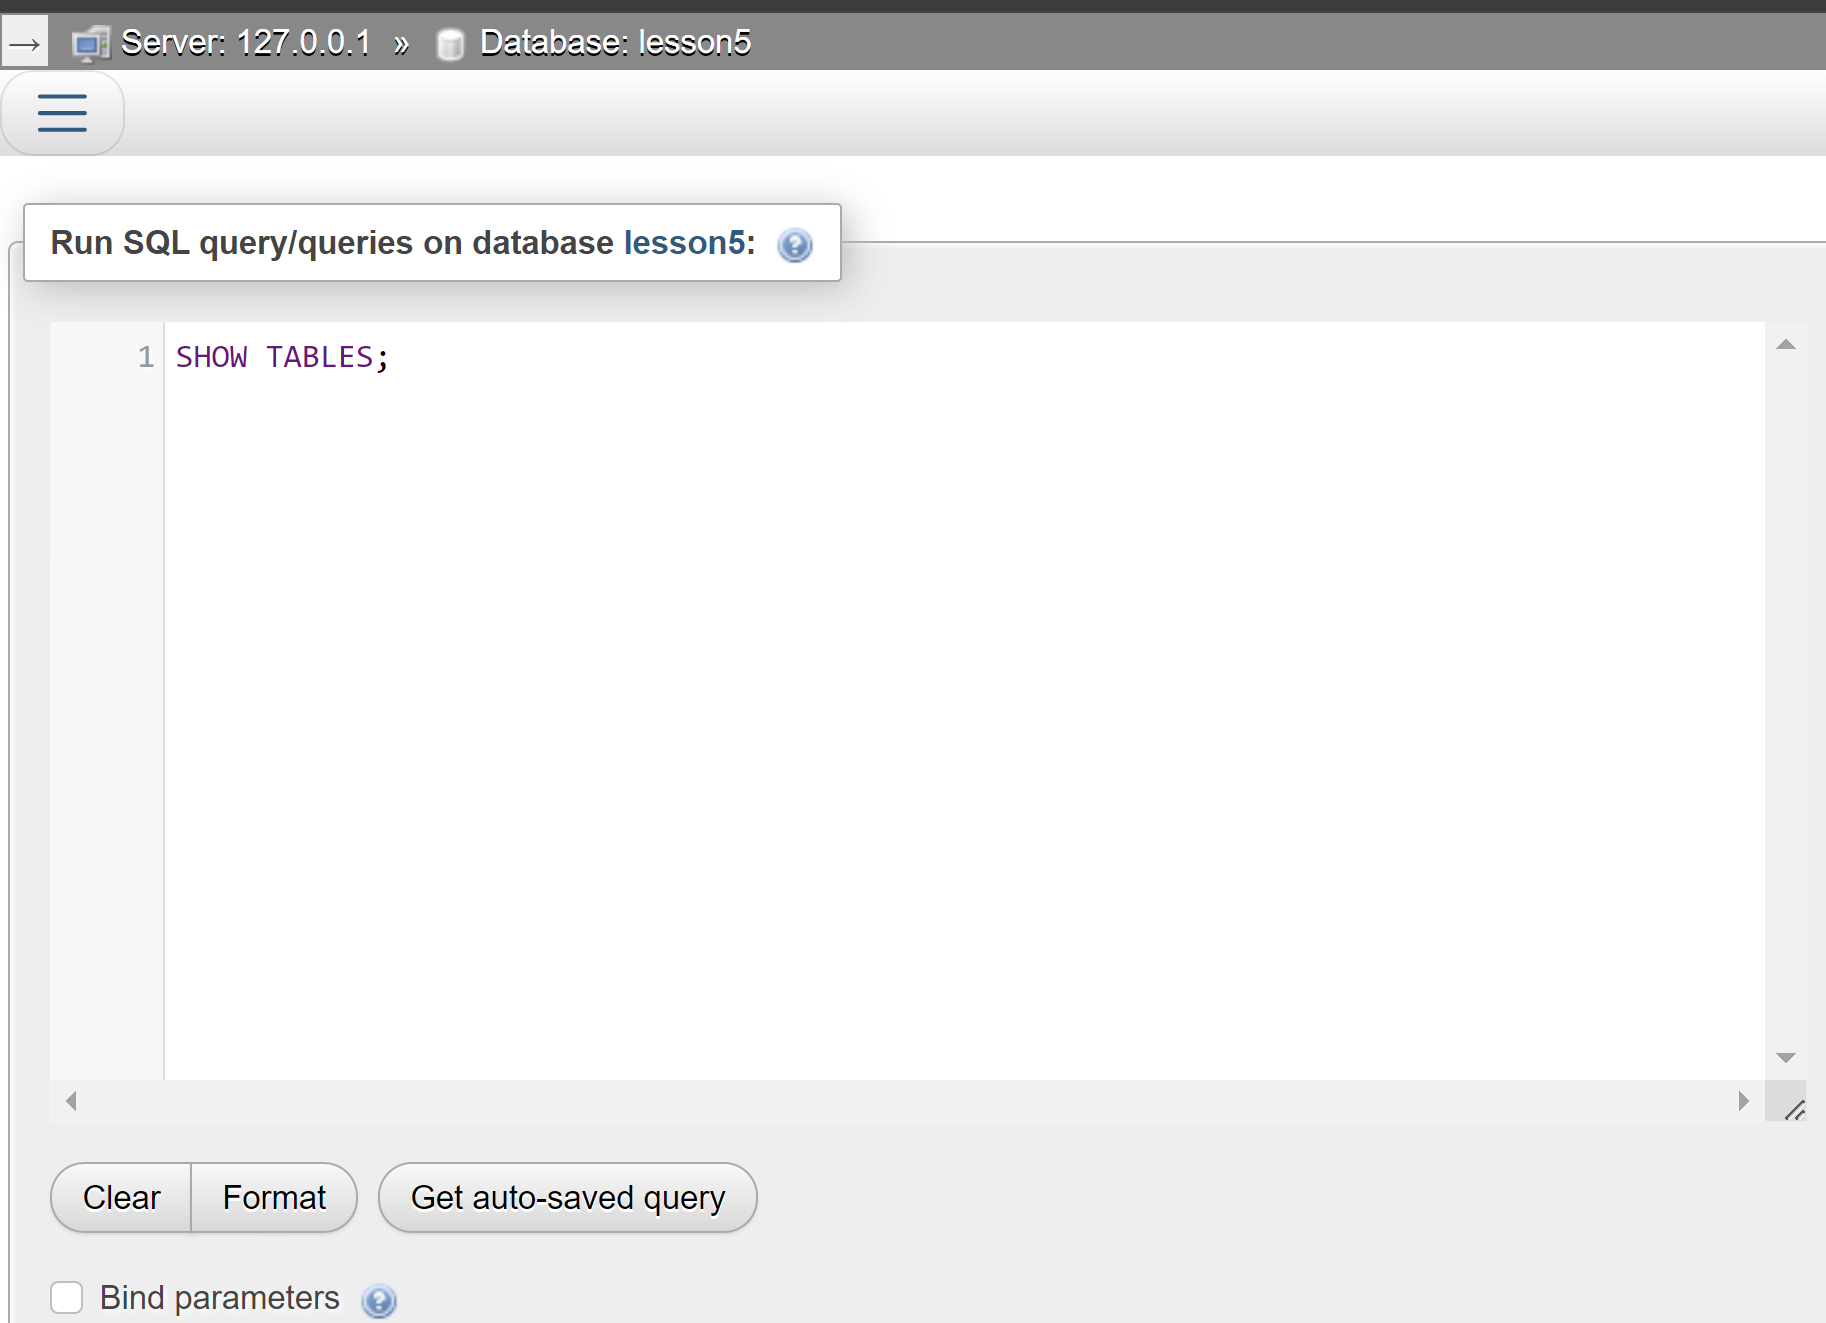 → Server: 127.0.0.1 » Database: lesson5
Run SQL query/queries on database lesson5:
1 SHOW TABLES;
Clear Format Get auto-saved query
Bind parameters